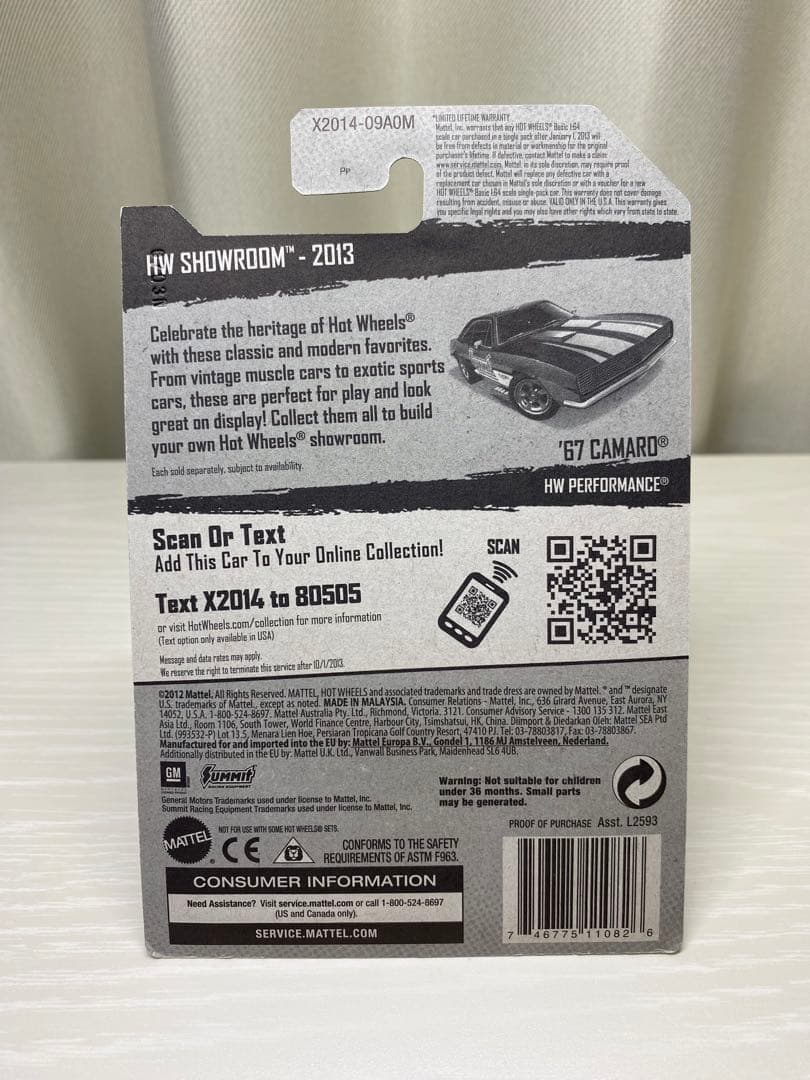 X2014-09A0M
PP
*LIMITED LIFETIME WARRANTY
Mattel, Inc. warrants that any HOT WHEELS® Basic 1:64
scale car purchased in a single pack after January 1, 2013 will
be free from defects in material or workmanship for the original
purchaser's lifetime. If defective, contact Mattel to make a claim
www.service.mattel.com. Mattel, in its sole discretion, may require proof
of the product defect. Mattel will replace any defective car with a
replacement car chosen in Mattel's sole discretion or with a voucher for a new
HOT WHEELS® Basic 1:64 scale single-pack car. This warranty does not cover damage
resulting from accident, misuse or abuse. VALID ONLY IN THE U.S.A. This warranty gives
you specific legal rights and you may also have other rights which vary from state to state.
HW SHOWROOM™ - 2013
Celebrate the heritage of Hot Wheels®
with these classic and modern favorites.
From vintage muscle cars to exotic sports
cars, these are perfect for play and look
great on display! Collect them all to build
your own Hot Wheels® showroom.
Each sold separately, subject to availability.
'67 CAMARO®
HW PERFORMANCE®
Scan Or Text
Add This Car To Your Online Collection!
SCAN
Text X2014 to 80505
or visit HotWheels.com/collection for more information
(Text option only available in USA)
Message and data rates may apply.
We reserve the right to terminate this service after 10/1/2013.
©2012 Mattel. All Rights Reserved. MATTEL, HOT WHEELS and associated trademarks and trade dress are owned by Mattel. ® and ™ designate
U.S. trademarks of Mattel, except as noted. MADE IN MALAYSIA. Consumer Relations - Mattel, Inc., 636 Girard Avenue, East Aurora, NY
14052, U.S.A. 1-800-524-8697. Mattel Australia Pty. Ltd., Richmond, Victoria. 3121. Consumer Advisory Service - 1300 135 312. Mattel East
Asia Ltd., Room 1106, South Tower, World Finance Centre, Harbour City, Tsimshatsui, HK, China. Diimport & Diedarkan Oleh: Mattel SEA Ptd
Ltd. (993532-P) Lot 13.5, Menara Lien Hoe, Persiaran Tropicana Golf Country Resort, 47410 PJ. Tel: 03-78803817, Fax: 03-78803867.
Manufactured for and imported into the EU by: Mattel Europa B.V., Gondel 1, 1186 MJ Amstelveen, Nederland.
Additionally distributed in the EU by: Mattel U.K. Ltd., Vanwall Business Park, Maidenhead SL6 4UB.
GM
SUMMIT
RACING EQUIPMENT
General Motors Trademarks used under license to Mattel, Inc.
Summit Racing Equipment Trademarks used under license to Mattel, Inc.
Warning: Not suitable for children
under 36 months. Small parts
may be generated.
PROOF OF PURCHASE Asst. L2593
MATTEL
NOT FOR USE WITH SOME HOT WHEELS® SETS.
CE
CONFORMS TO THE SAFETY
REQUIREMENTS OF ASTM F963.
CONSUMER INFORMATION
Need Assistance? Visit service.mattel.com or call 1-800-524-8697
(US and Canada only).
SERVICE.MATTEL.COM
7 46775 11082 6